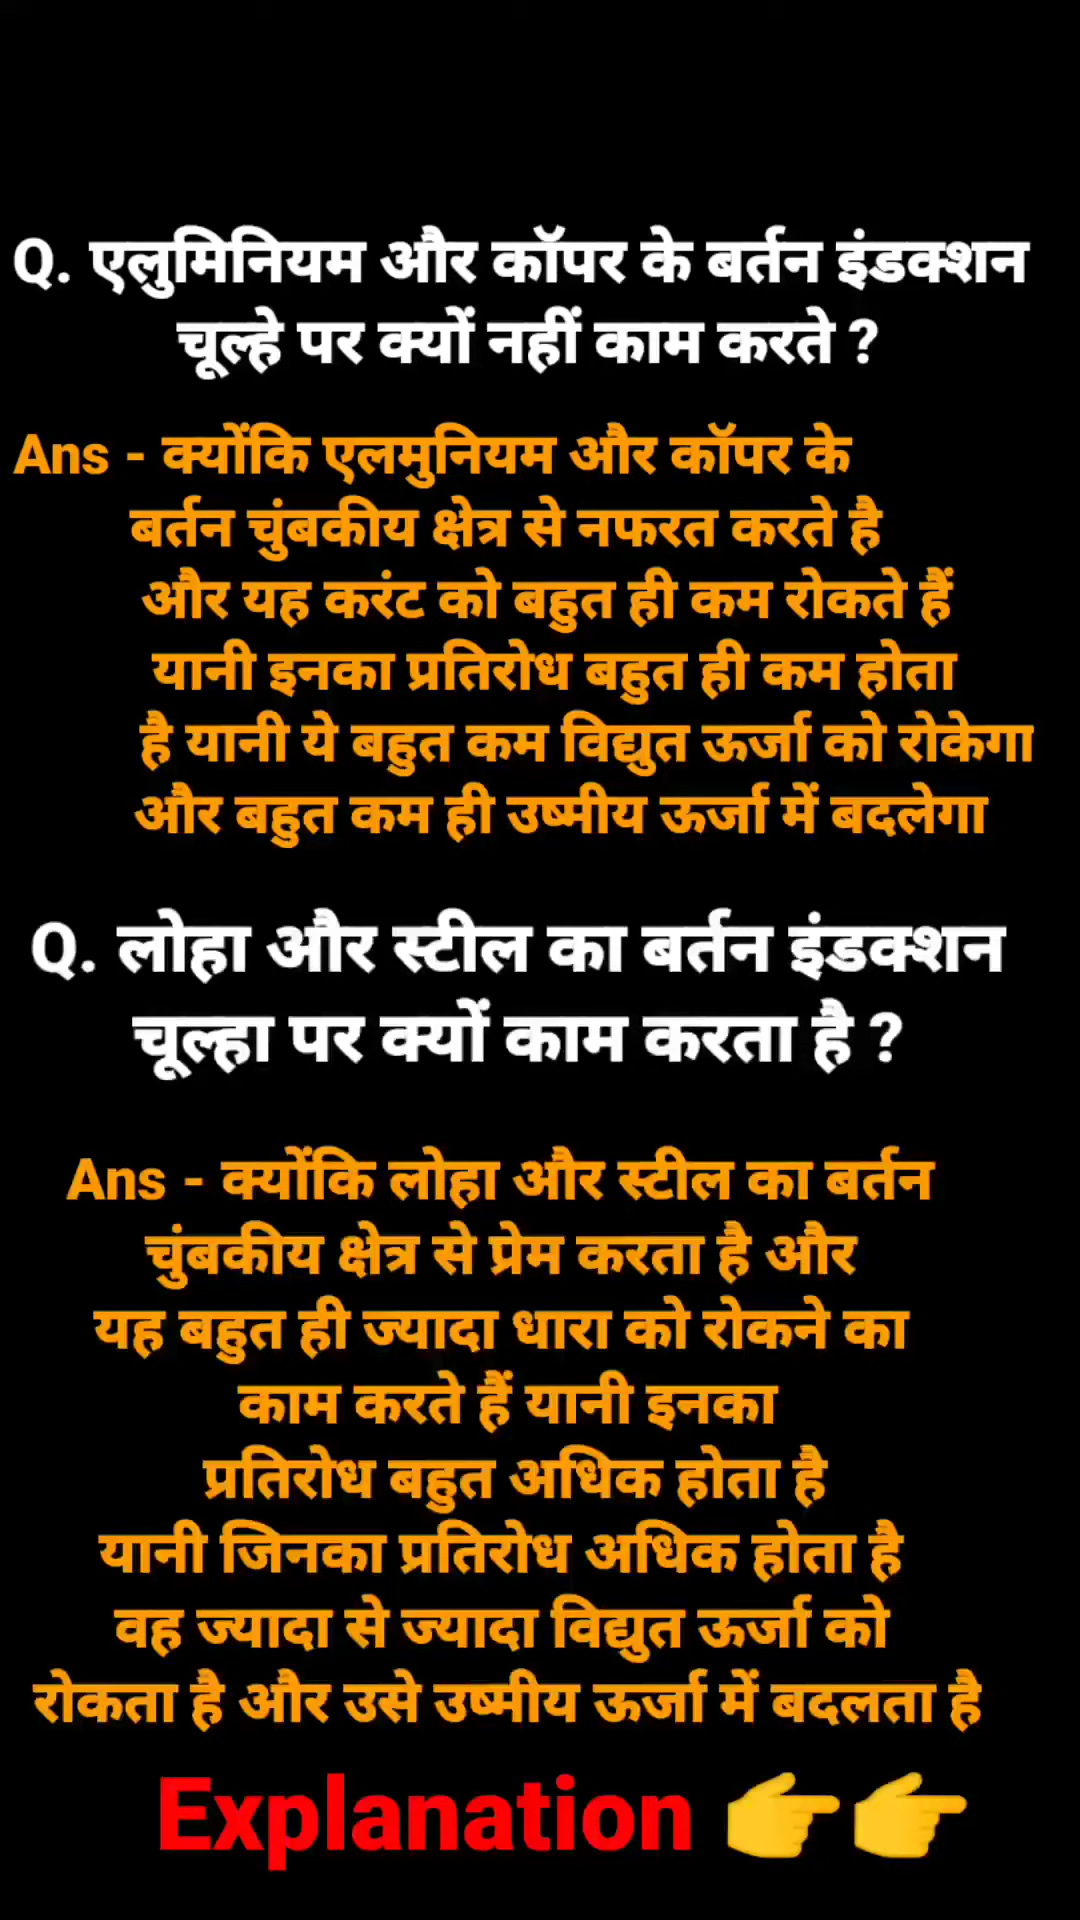 Q. एलुमिनियम और कॉपर के बर्तन इंडक्शन
चूल्हे पर क्यों नहीं काम करते ?
Ans - क्योंकि एलमुनियम और कॉपर के
बर्तन चुंबकीय क्षेत्र से नफरत करते है
और यह करंट को बहुत ही कम रोकते हैं
यानी इनका प्रतिरोध बहुत ही कम होता
है यानी ये बहुत कम विद्युत ऊर्जा को रोकेगा
और बहुत कम ही उष्मीय ऊर्जा में बदलेगा
Q. लोहा और स्टील का बर्तन इंडक्शन
चूल्हा पर क्यों काम करता है ?
Ans - क्योंकि लोहा और स्टील का बर्तन
चुंबकीय क्षेत्र से प्रेम करता है और
यह बहुत ही ज्यादा धारा को रोकने का
काम करते हैं यानी इनका
प्रतिरोध बहुत अधिक होता है
यानी जिनका प्रतिरोध अधिक होता है
वह ज्यादा से ज्यादा विद्युत ऊर्जा को
रोकता है और उसे उष्मीय ऊर्जा में बदलता है
Explanation 👉👉